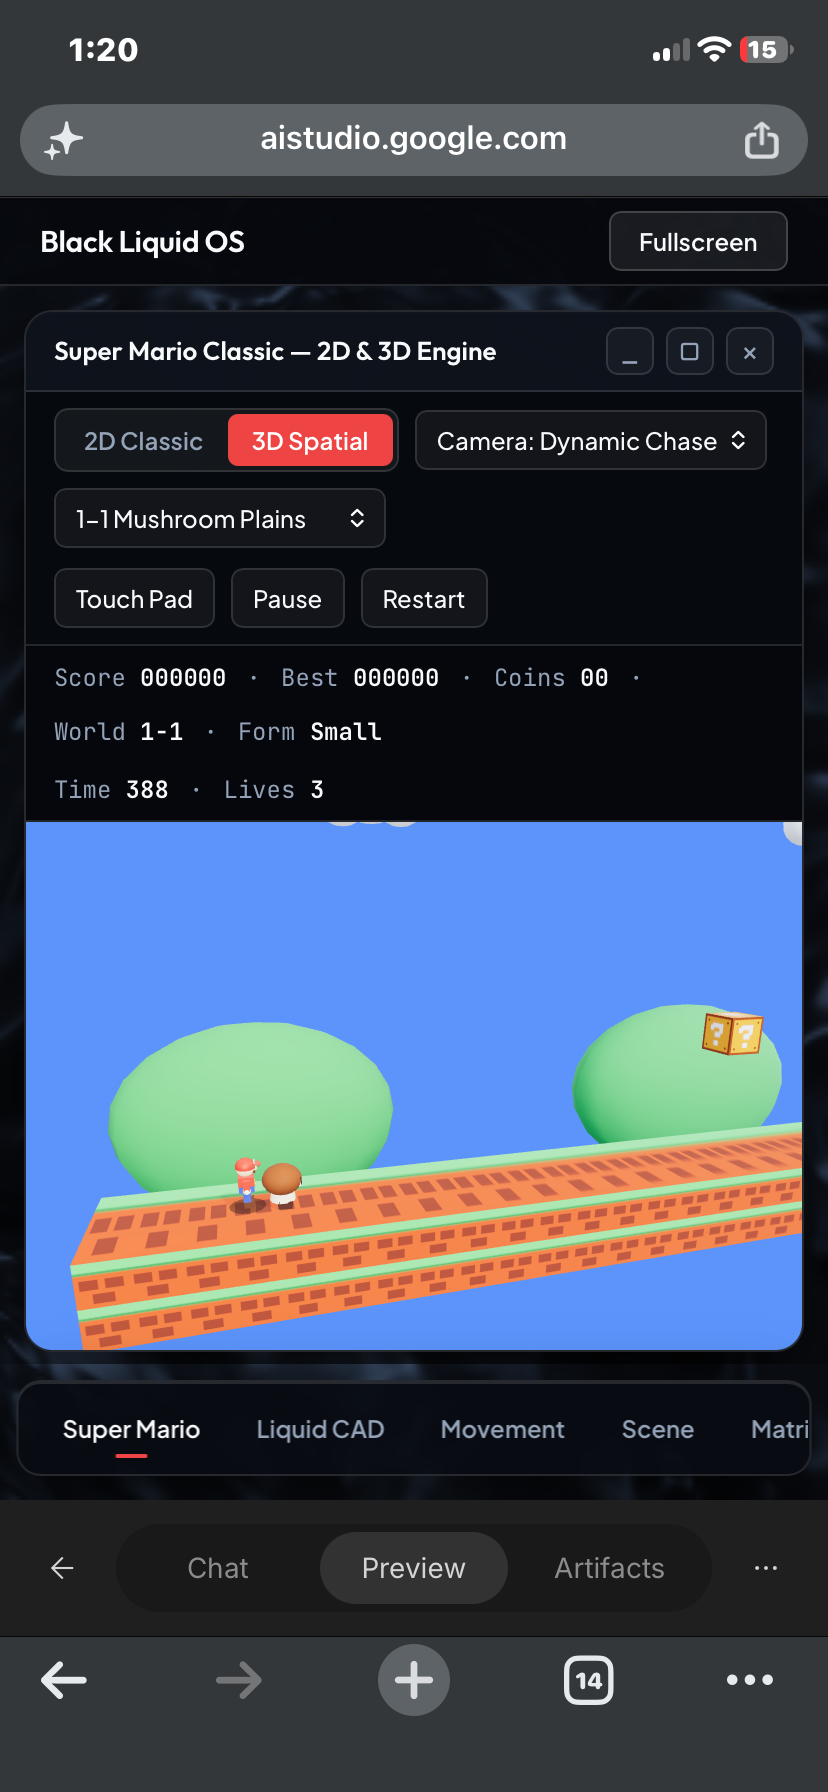 1:20
15
aistudio.google.com
Black Liquid OS
Fullscreen
Super Mario Classic — 2D & 3D Engine
2D Classic
3D Spatial
Camera: Dynamic Chase
1-1 Mushroom Plains
Touch Pad
Pause
Restart
Score 000000 · Best 000000 · Coins 00 ·
World 1-1 · Form Small
Time 388 · Lives 3
? ?
Super Mario
Liquid CAD
Movement
Scene
Matri
Chat
Preview
Artifacts
14